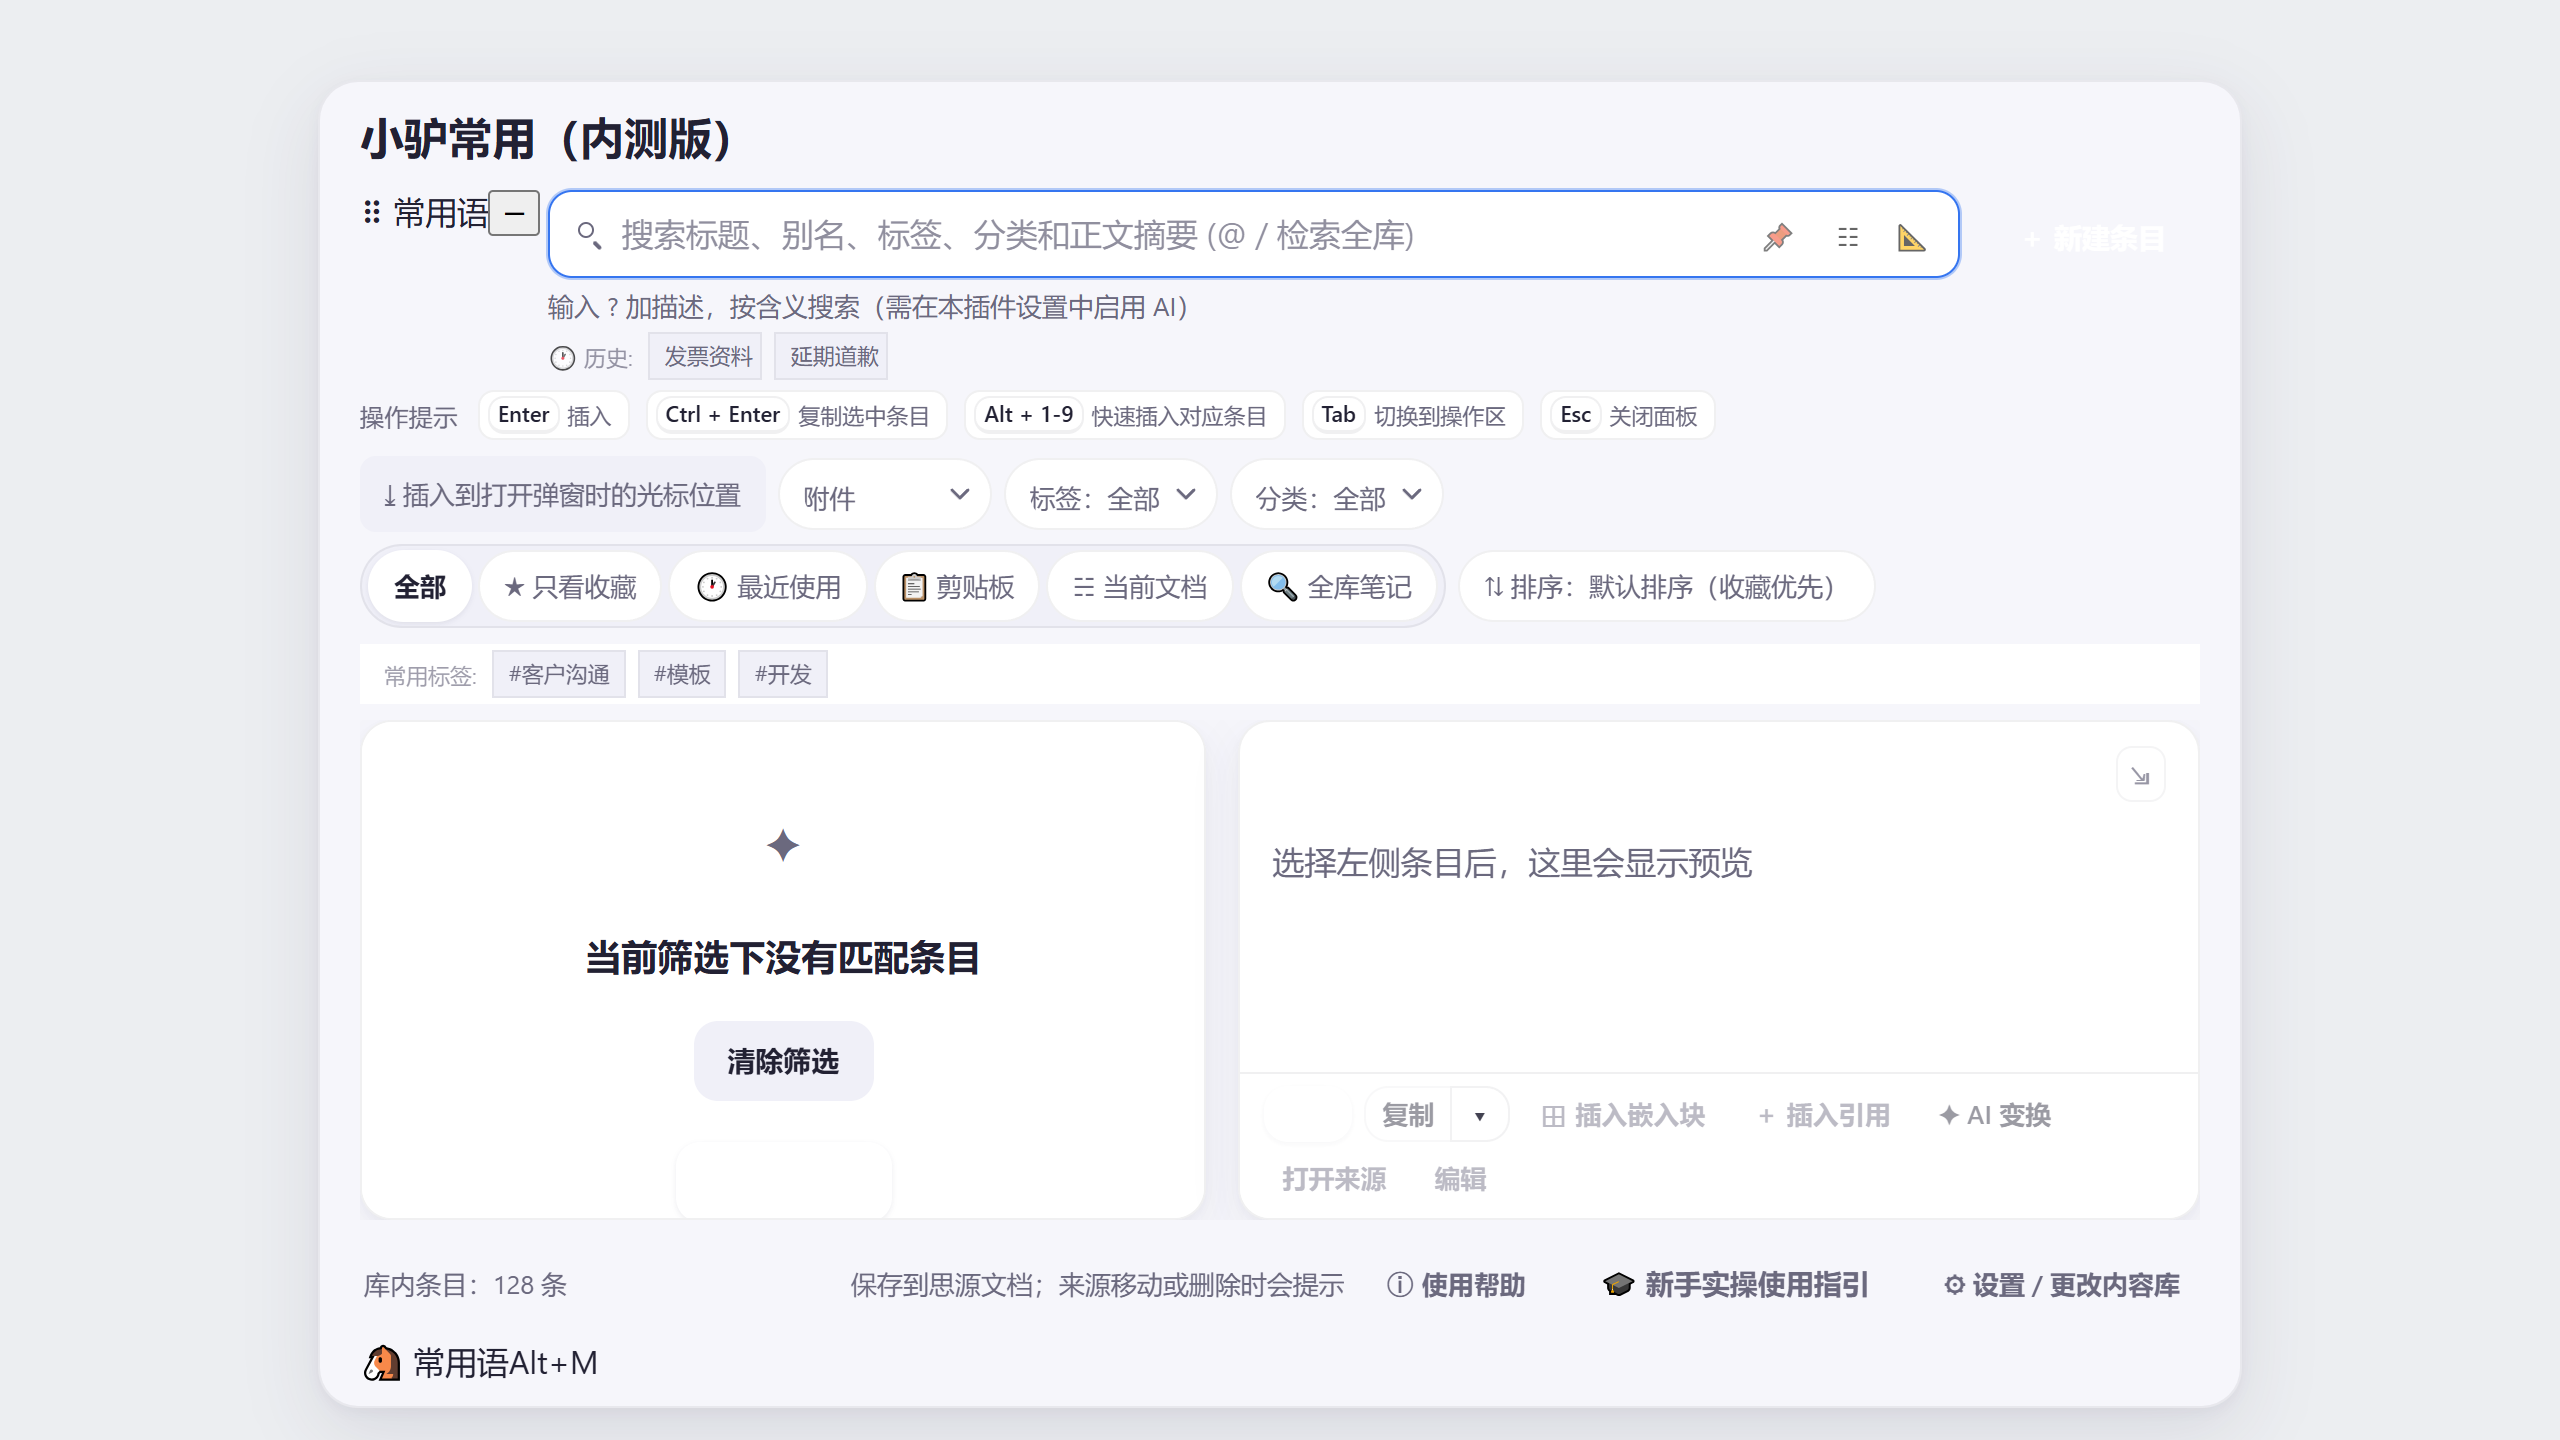 小驴常用（内测版）
⠿ 常用语 −
搜索标题、别名、标签、分类和正文摘要 (@ / 检索全库)
+ 新建条目
输入 ? 加描述，按含义搜索（需在本插件设置中启用 AI）
历史: 发票资料 延期道歉
操作提示 Enter 插入 Ctrl + Enter 复制选中条目 Alt + 1-9 快速插入对应条目 Tab 切换到操作区 Esc 关闭面板
⤓ 插入到打开弹窗时的光标位置 附件 标签：全部 分类：全部
全部 ★ 只看收藏 最近使用 剪贴板 ☷ 当前文档 全库笔记 ⇅ 排序：默认排序（收藏优先）
常用标签: #客户沟通 #模板 #开发
当前筛选下没有匹配条目
清除筛选
选择左侧条目后，这里会显示预览
复制 ▾ 插入嵌入块 + 插入引用 ✦ AI 变换
打开来源 编辑
库内条目：128 条
保存到思源文档；来源移动或删除时会提示 ⓘ 使用帮助 新手实操使用指引 ⚙ 设置 / 更改内容库
常用语Alt+M